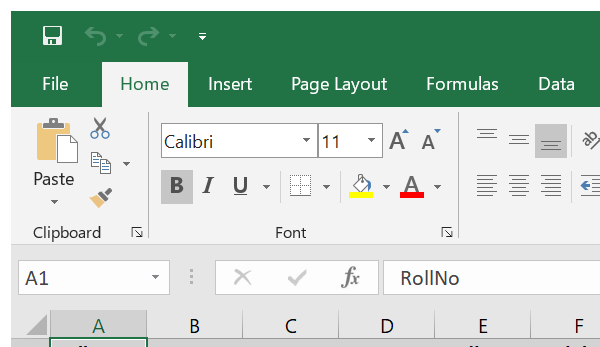 File Home Insert Page Layout Formulas Data
Calibri 11 A A
Paste B I U A
Clipboard Font
A1 fx RollNo
A B C D E F